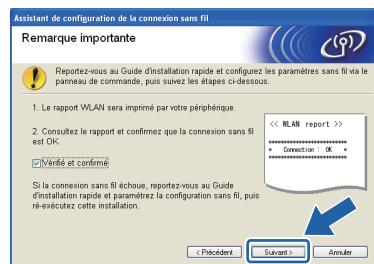 Assistant de configuration de la connexion sans fil
Remarque importante
Reportez-vous au Guide d'installation rapide et configurez les paramètres sans fil via le
panneau de commande, puis suivez les étapes ci-dessous.
1. Le rapport WLAN sera imprimé par votre périphérique.
2. Consultez le rapport et confirmez que la connexion sans fil
est OK.
Vérifié et confirmé
Si la connexion sans fil échoue, reportez-vous au Guide
d'installation rapide et paramétrez la configuration sans fil, puis
ré-exécutez cette installation.
<< WLAN report >>
*************************
* Connection : OK *
*************************
< Précédent
Suivant >
Annuler